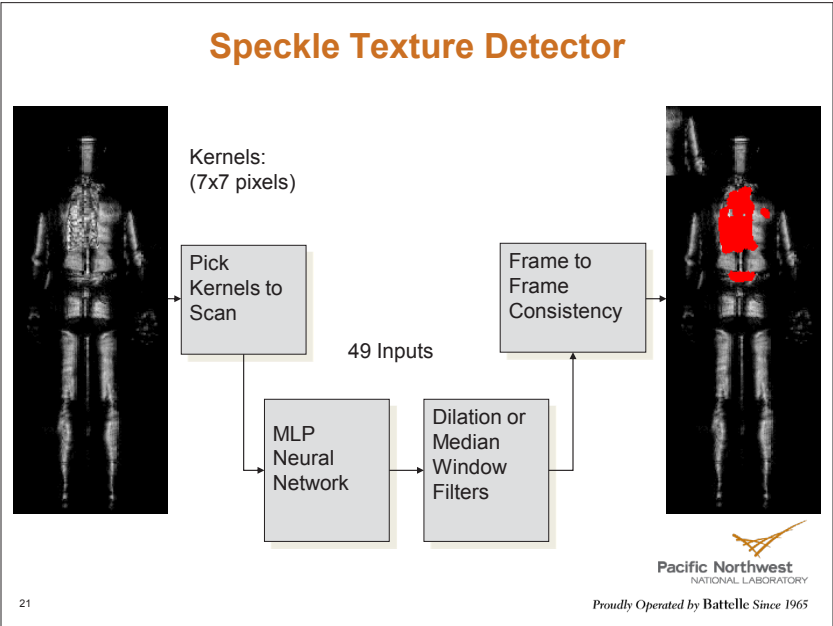 Speckle Texture Detector
Kernels:
(7x7 pixels)
Pick
Kernels to
Scan
49 Inputs
MLP
Neural
Network
Dilation or
Median
Window
Filters
Frame to
Frame
Consistency
Pacific Northwest
NATIONAL LABORATORY
21
Proudly Operated by Battelle Since 1965